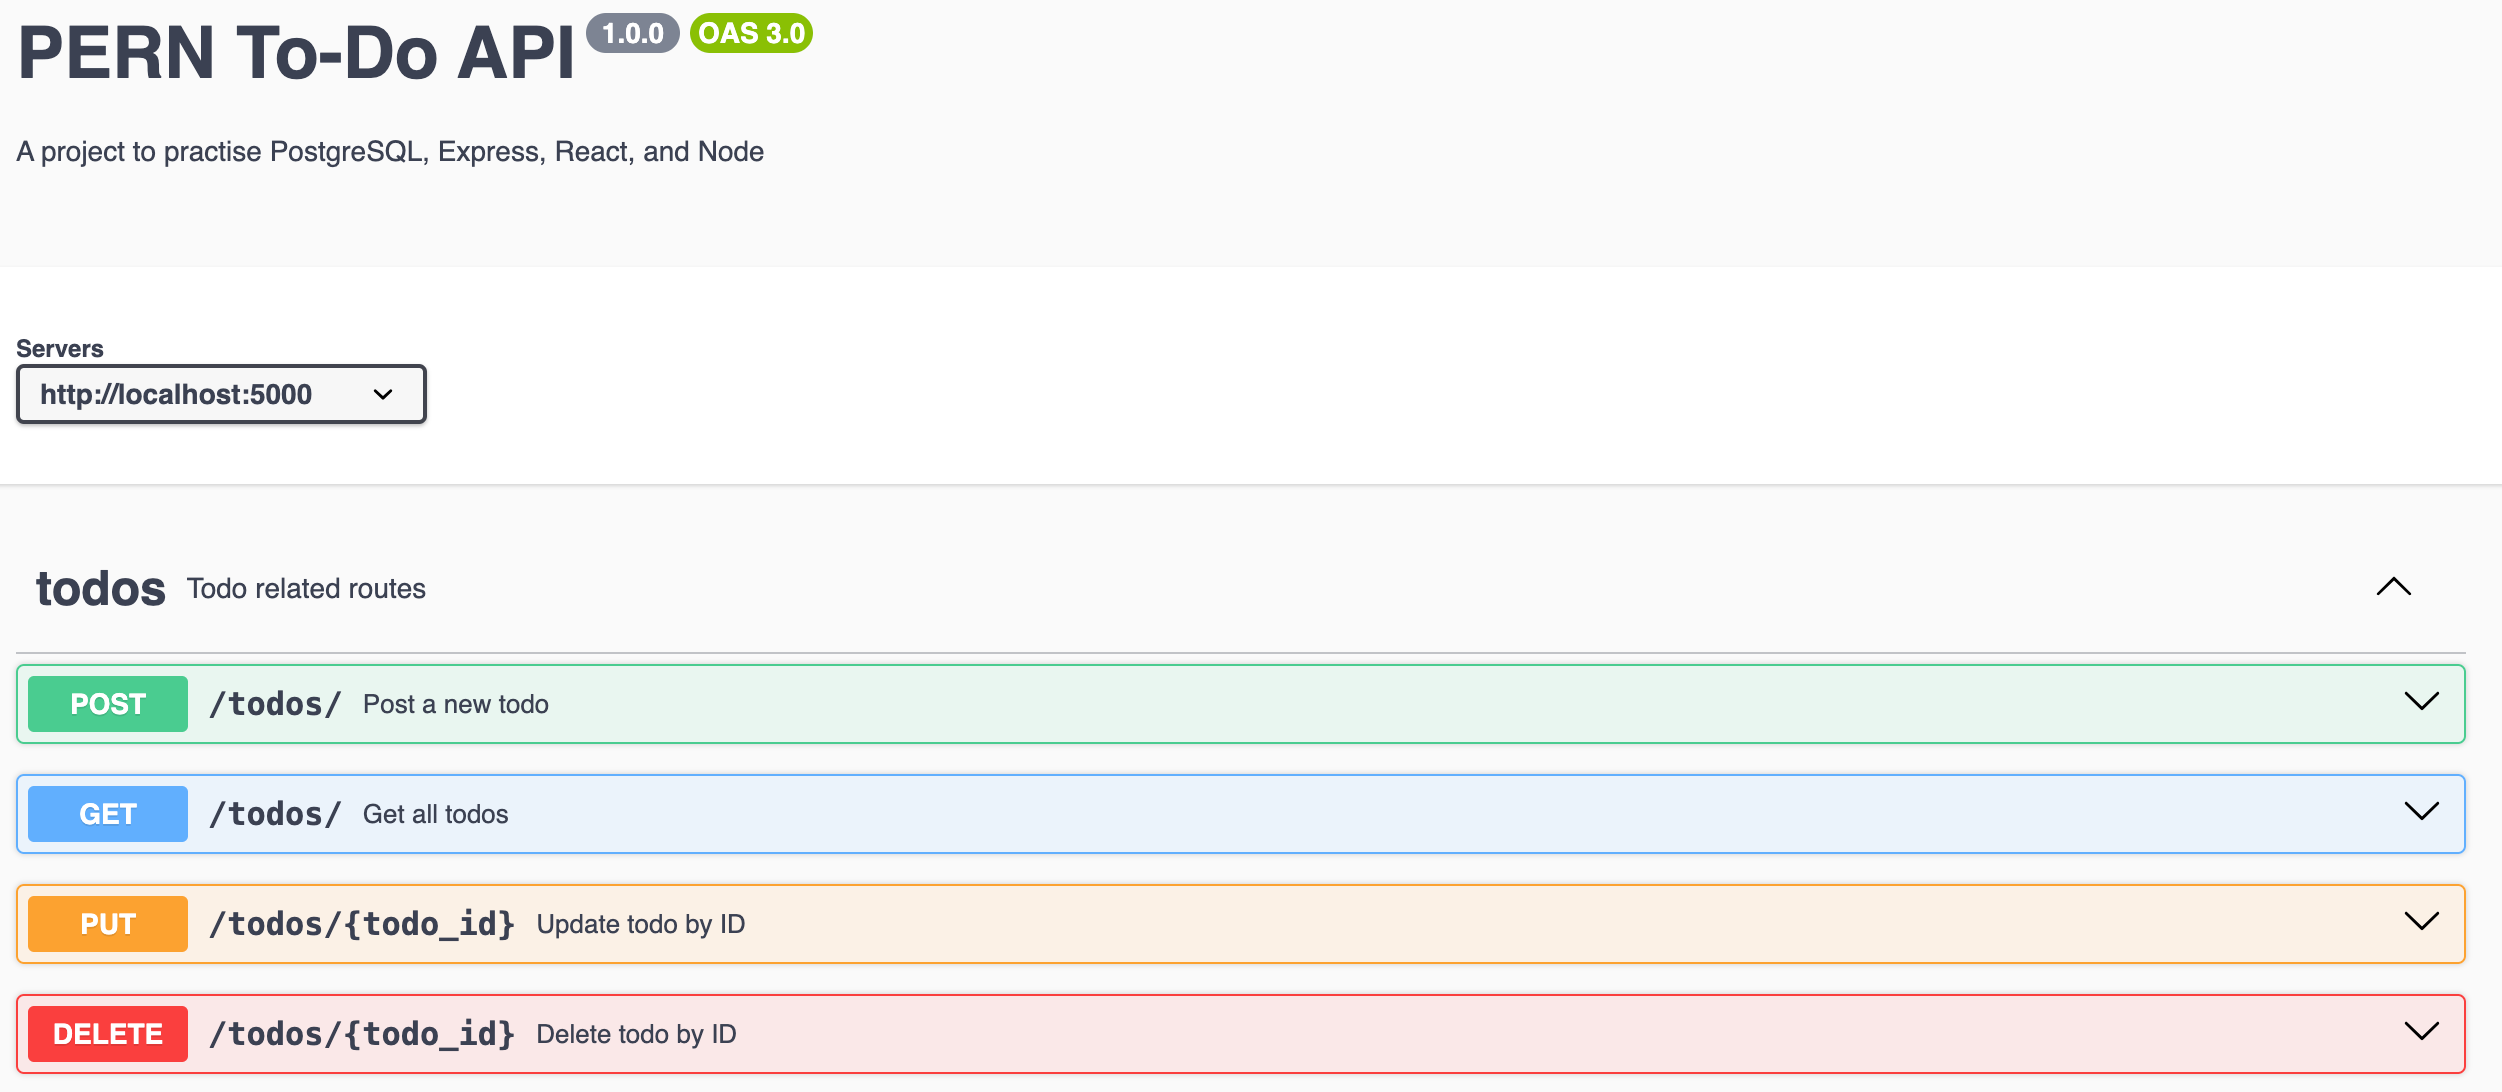 PERN To-Do API 1.0.0 OAS 3.0
A project to practise PostgreSQL, Express, React, and Node
Servers
http://localhost:5000
todos Todo related routes
POST /todos/ Post a new todo
GET /todos/ Get all todos
PUT /todos/{todo_id} Update todo by ID
DELETE /todos/{todo_id} Delete todo by ID